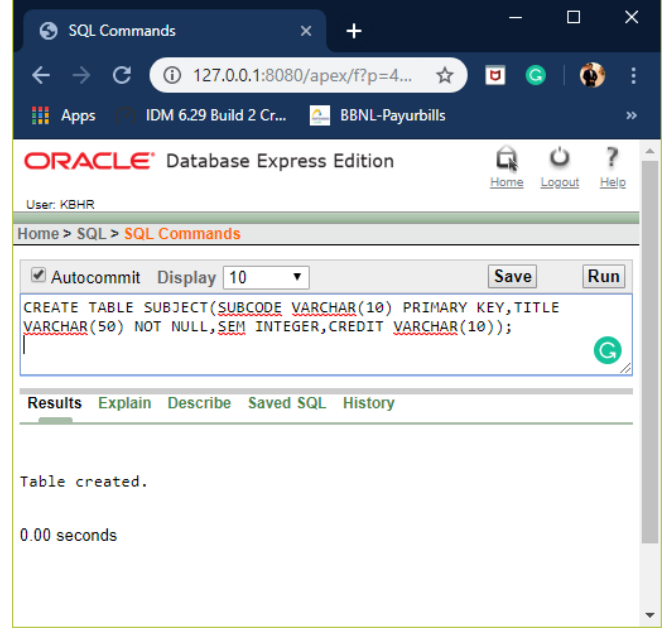 SQL Commands
127.0.0.1:8080/apex/f?p=4...
Apps IDM 6.29 Build 2 Cr... BBNL-Payurbills »
ORACLE Database Express Edition
Home Logout Help
User: KBHR
Home > SQL > SQL Commands
Autocommit Display 10 Save Run
CREATE TABLE SUBJECT(SUBCODE VARCHAR(10) PRIMARY KEY,TITLE
VARCHAR(50) NOT NULL,SEM INTEGER,CREDIT VARCHAR(10));
Results Explain Describe Saved SQL History
Table created.
0.00 seconds